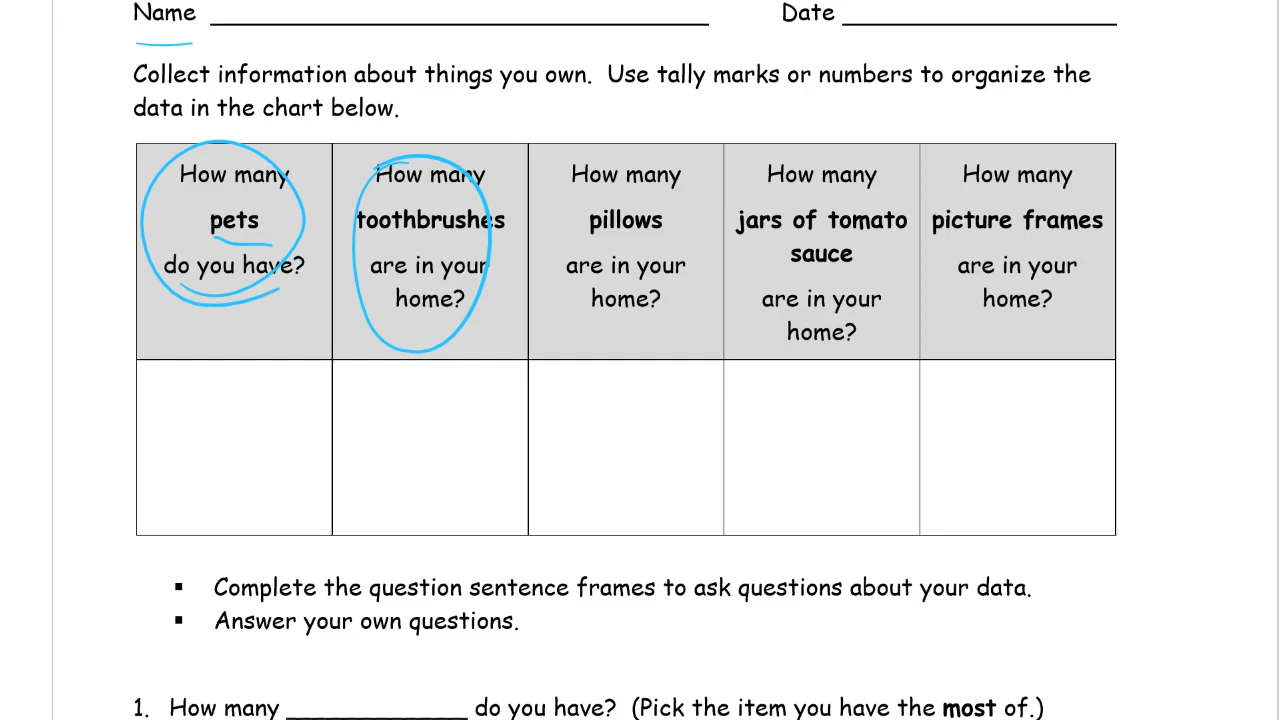 Name ____________ Date ____________
Collect information about things you own. Use tally marks or numbers to organize the
data in the chart below.
How many
pets
do you have?
How many
toothbrushes
are in your
home?
How many
pillows
are in your
home?
How many
jars of tomato
sauce
are in your
home?
How many
picture frames
are in your
home?
▪ Complete the question sentence frames to ask questions about your data.
▪ Answer your own questions.
1. How many ____________ do you have? (Pick the item you have the most of.)